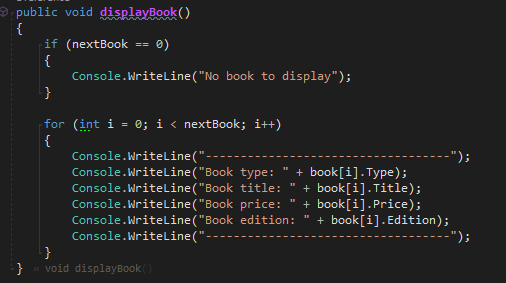 public void displayBook()
{
if (nextBook == 0)
{
Console.WriteLine("No book to display");
}
for (int i = 0; i < nextBook; i++)
{
Console.WriteLine("------------------------------------");
Console.WriteLine("Book type: " + book[i].Type);
Console.WriteLine("Book title: " + book[i].Title);
Console.WriteLine("Book price: " + book[i].Price);
Console.WriteLine("Book edition: " + book[i].Edition);
Console.WriteLine("------------------------------------");
}
} void displayBook()